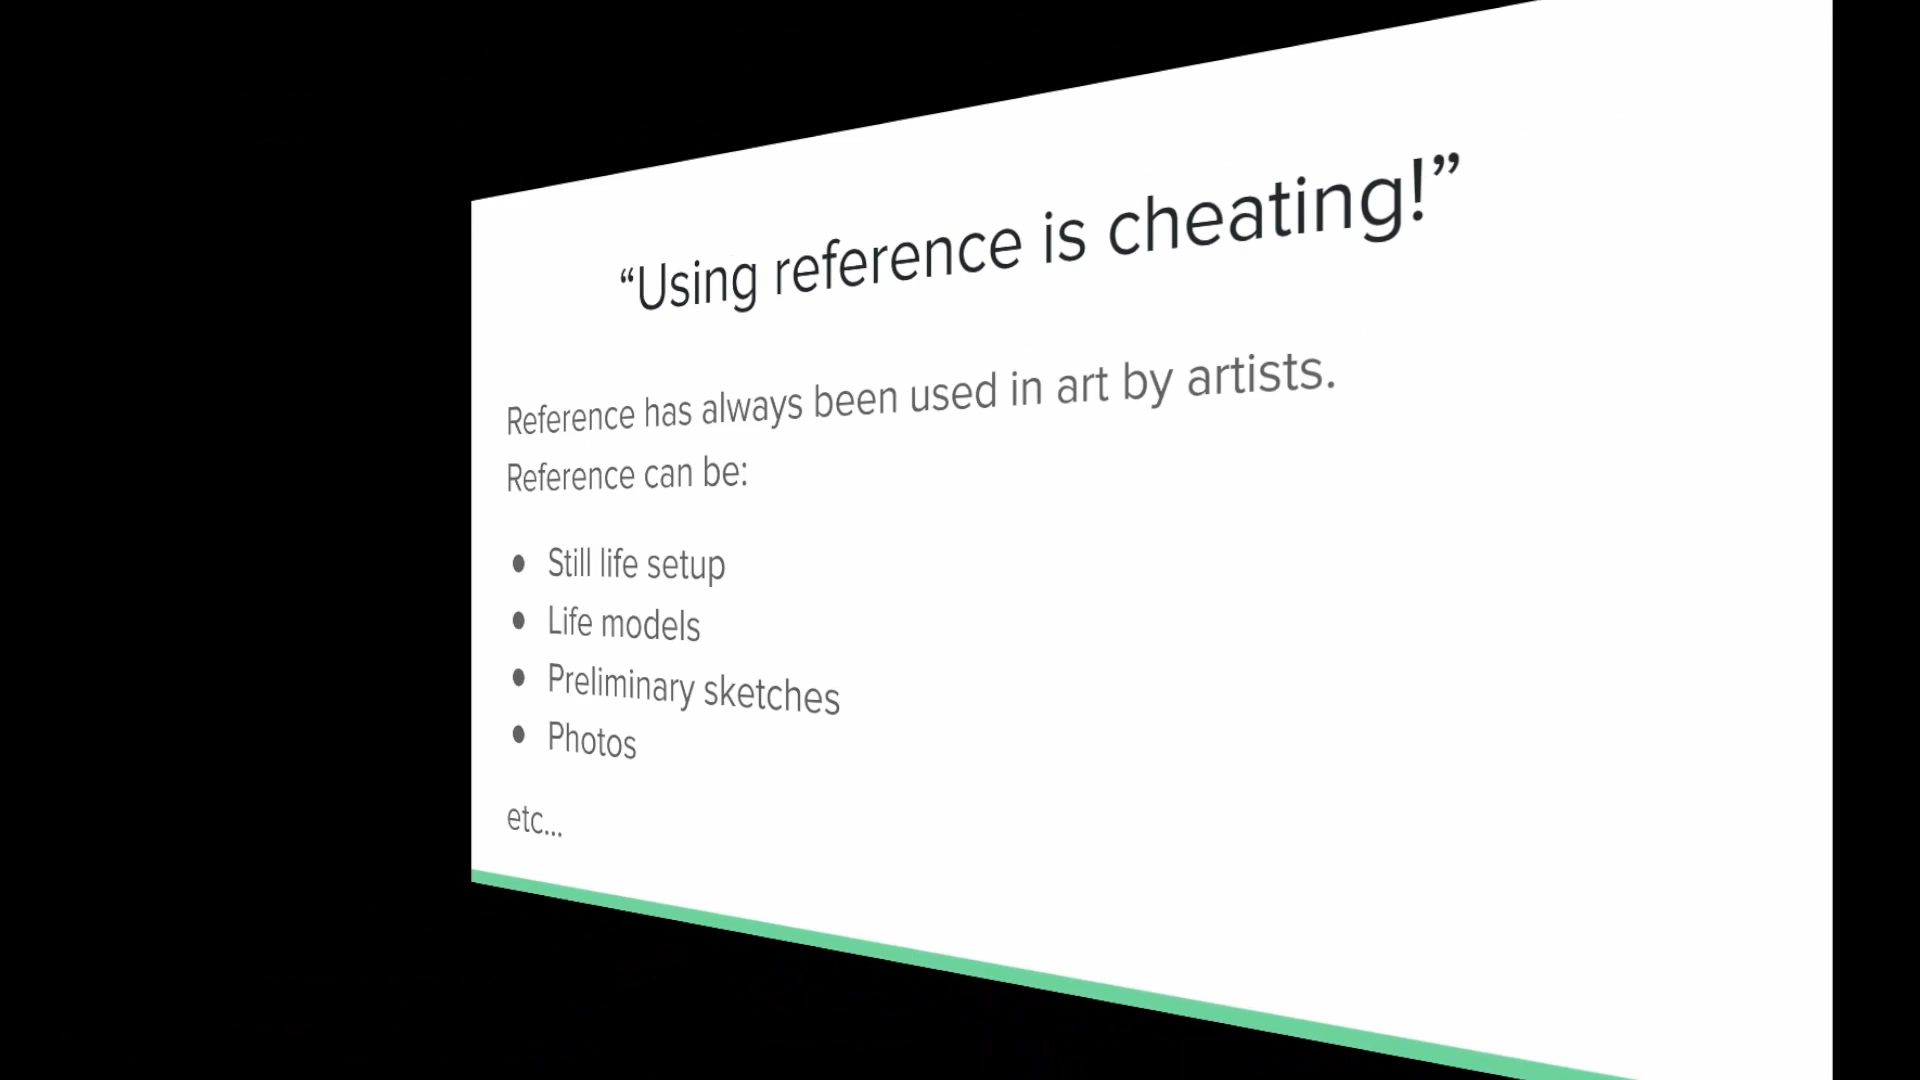 “Using reference is cheating!”
Reference has always been used in art by artists.
Reference can be:
● Still life setup
● Life models
● Preliminary sketches
● Photos
etc...